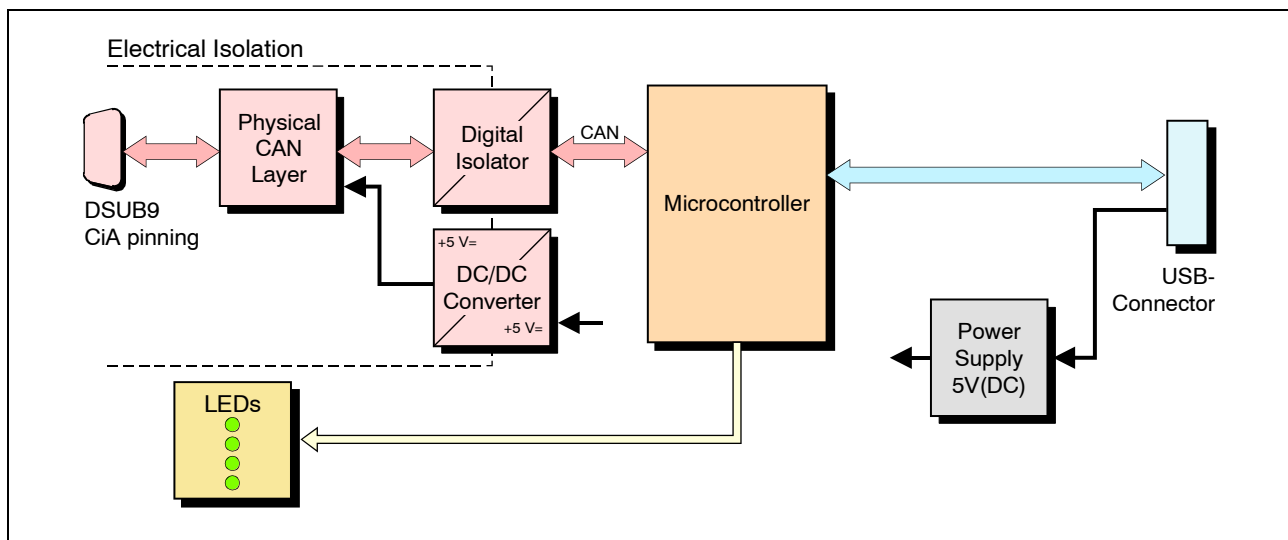 Electrical Isolation
Physical
CAN
Layer
Digital
Isolator
CAN
Microcontroller
DSUB9
CiA pinning
+5 V=
DC/DC
Converter
+5 V=
USB-
Connector
Power
Supply
5V(DC)
LEDs